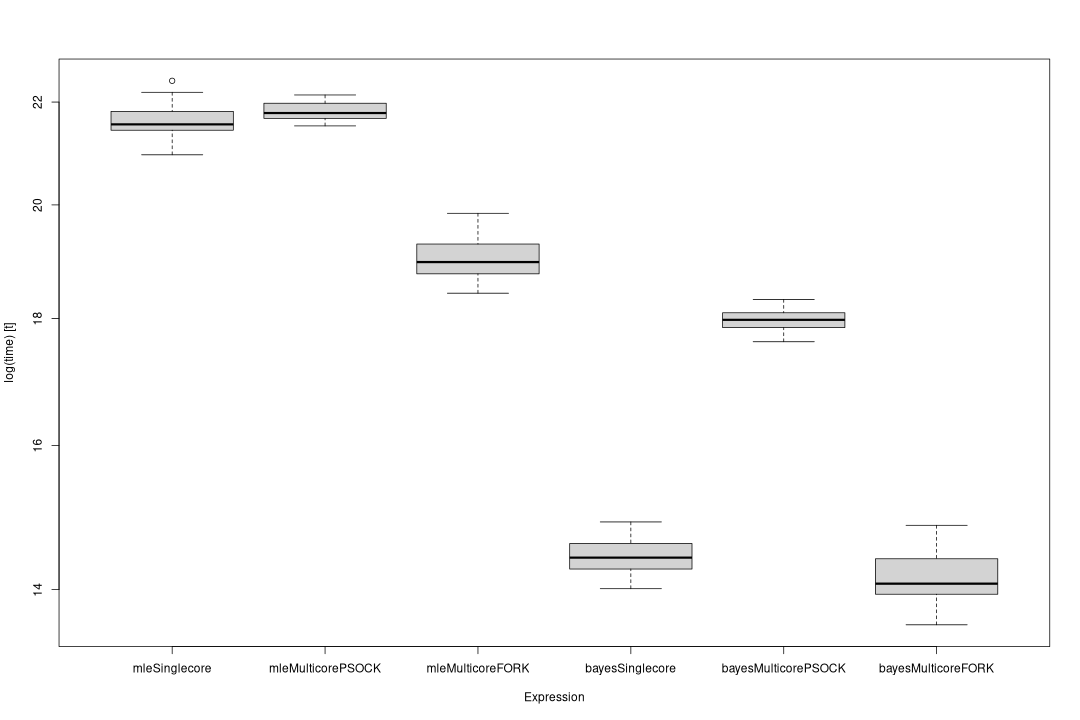 log(time) [t]
22
20
18
16
14
mleSinglecore
mleMulticorePSOCK
mleMulticoreFORK
bayesSinglecore
bayesMulticorePSOCK
bayesMulticoreFORK
Expression